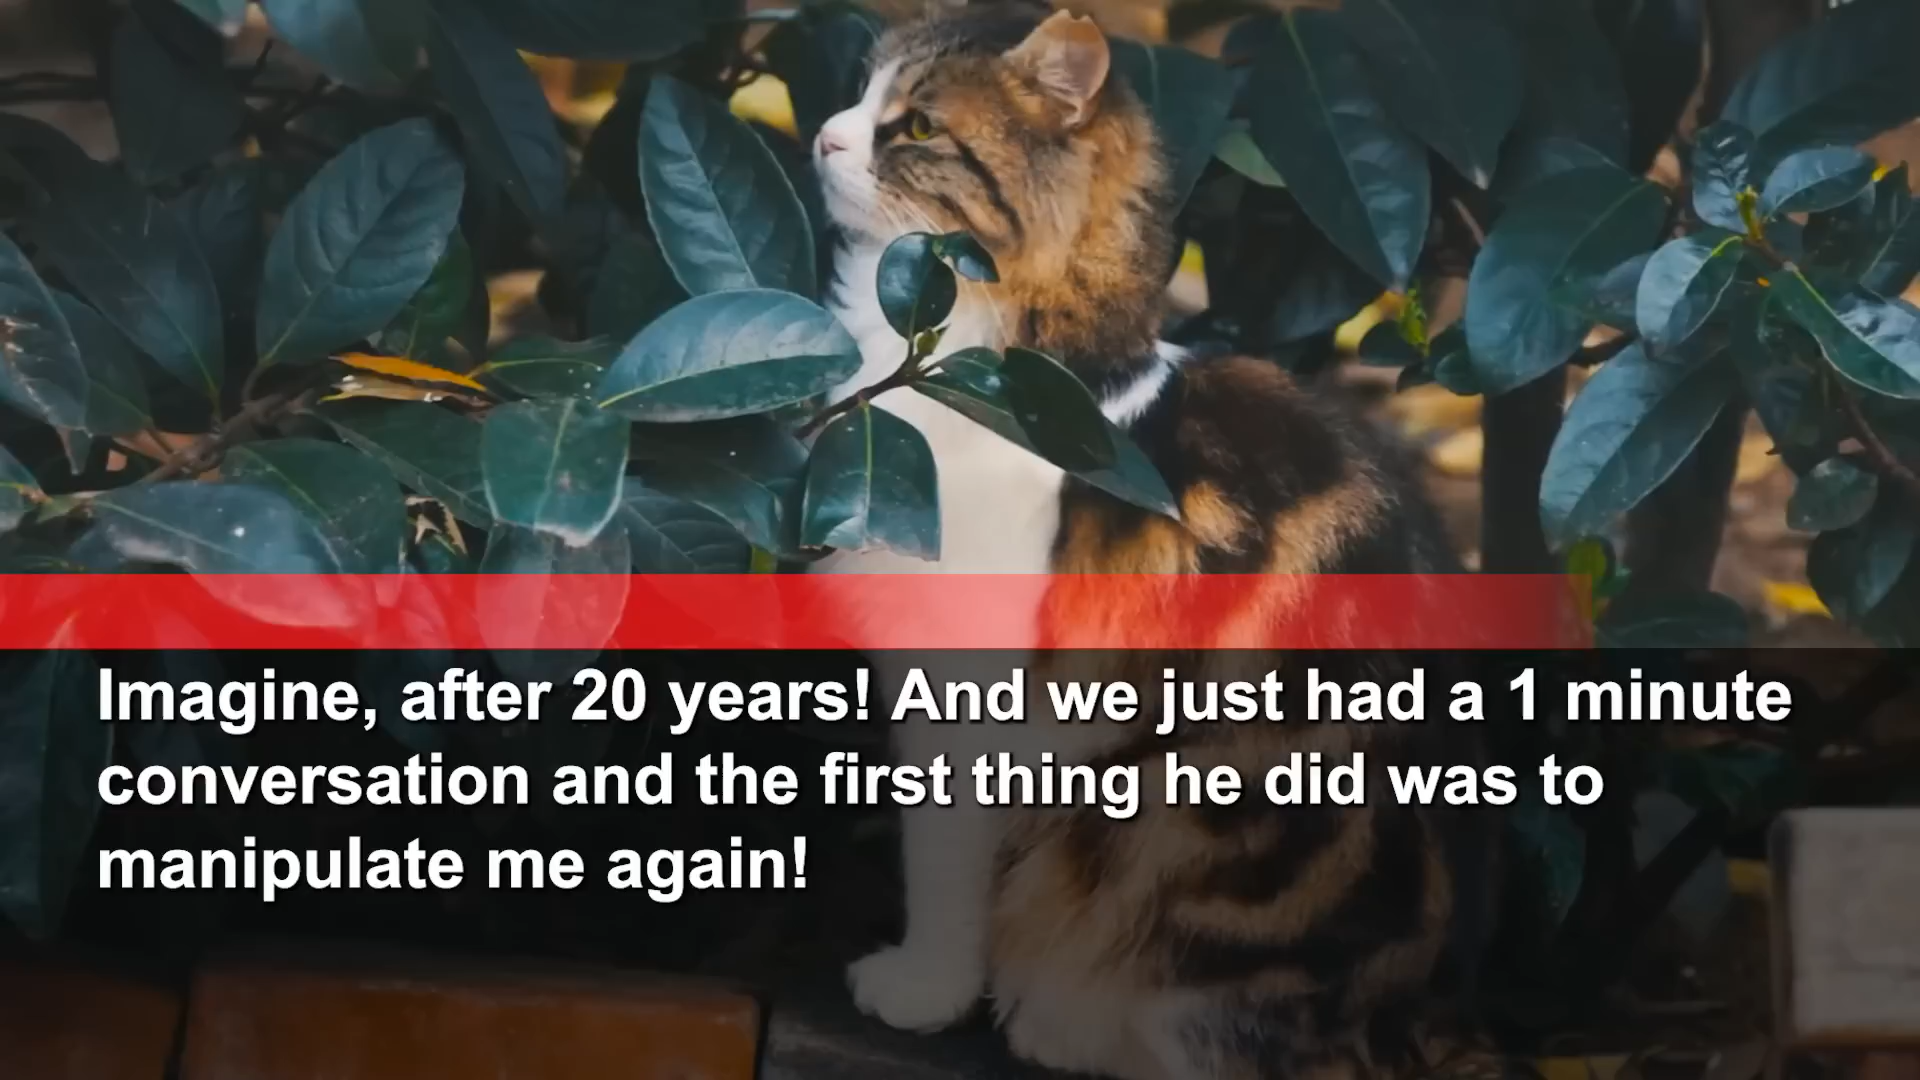 Imagine, after 20 years! And we just had a 1 minute
conversation and the first thing he did was to
manipulate me again!